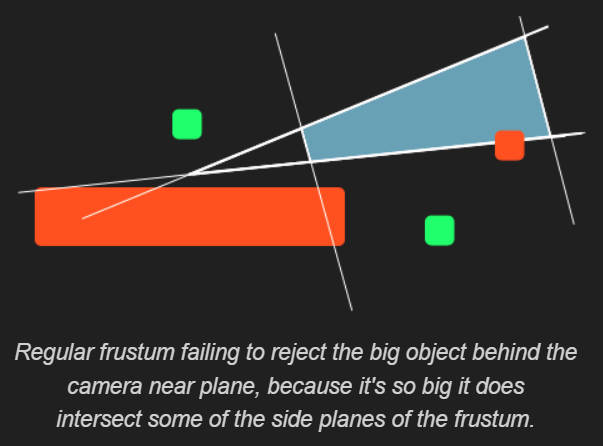 Regular frustum failing to reject the big object behind the
camera near plane, because it's so big it does
intersect some of the side planes of the frustum.